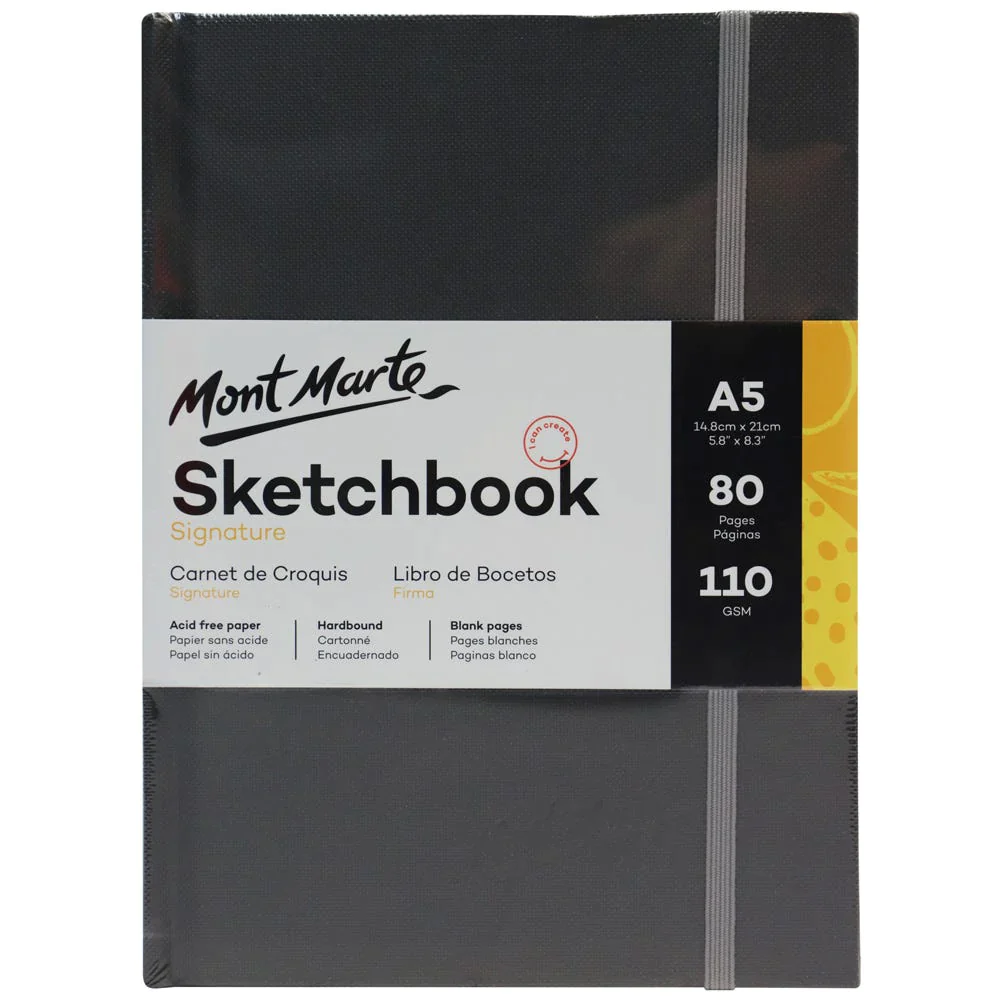 Mont Marte
I can create
Sketchbook
Signature
Carnet de Croquis
Signature
Libro de Bocetos
Firma
Acid free paper
Papier sans acide
Papel sin ácido
Hardbound
Cartonné
Encuadernado
Blank pages
Pages blanches
Paginas blanco
A5
14.8cm x 21cm
5.8” x 8.3”
80
Pages
Páginas
110
GSM